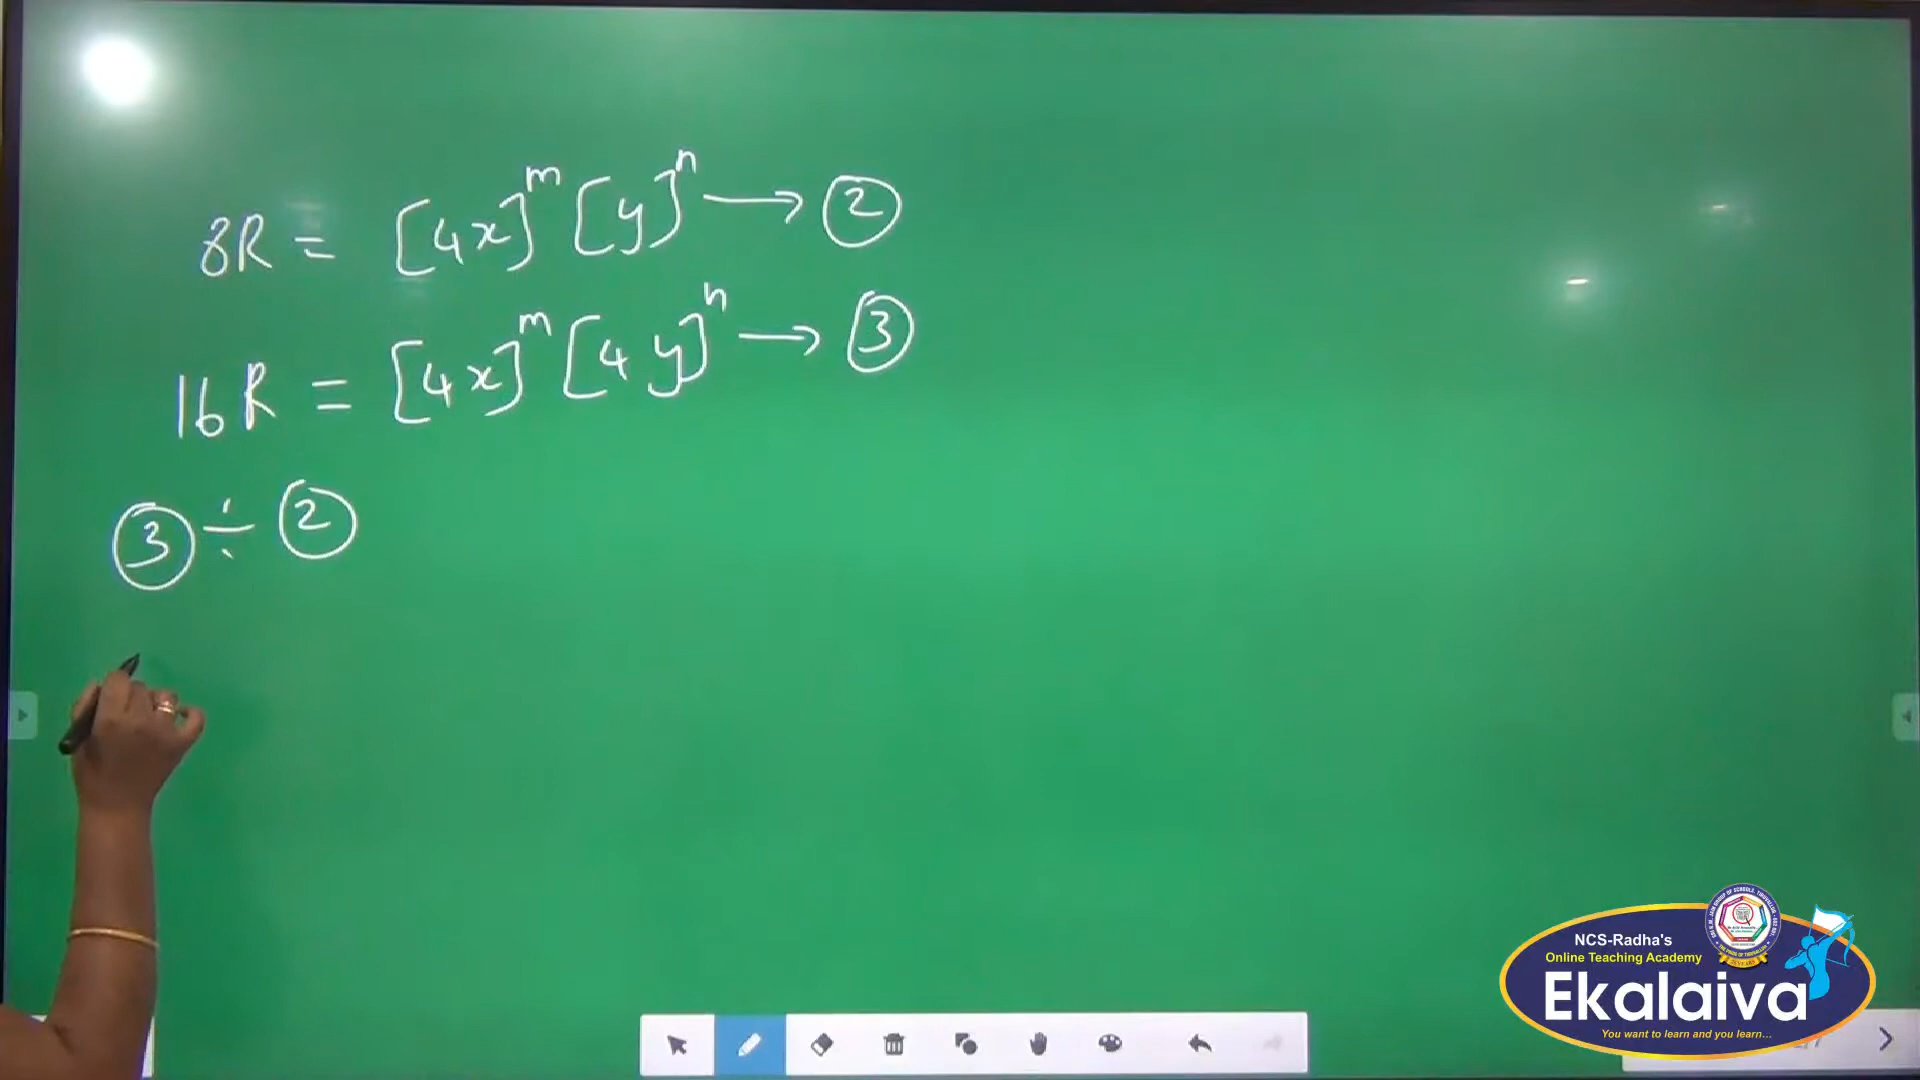 8R = [4x]^m [y]^n → ②
16R = [4x]^m [4y]^n → ③
③ ÷ ②
NCS-Radha's
Online Teaching Academy
Ekalaiva
You want to learn and you learn...